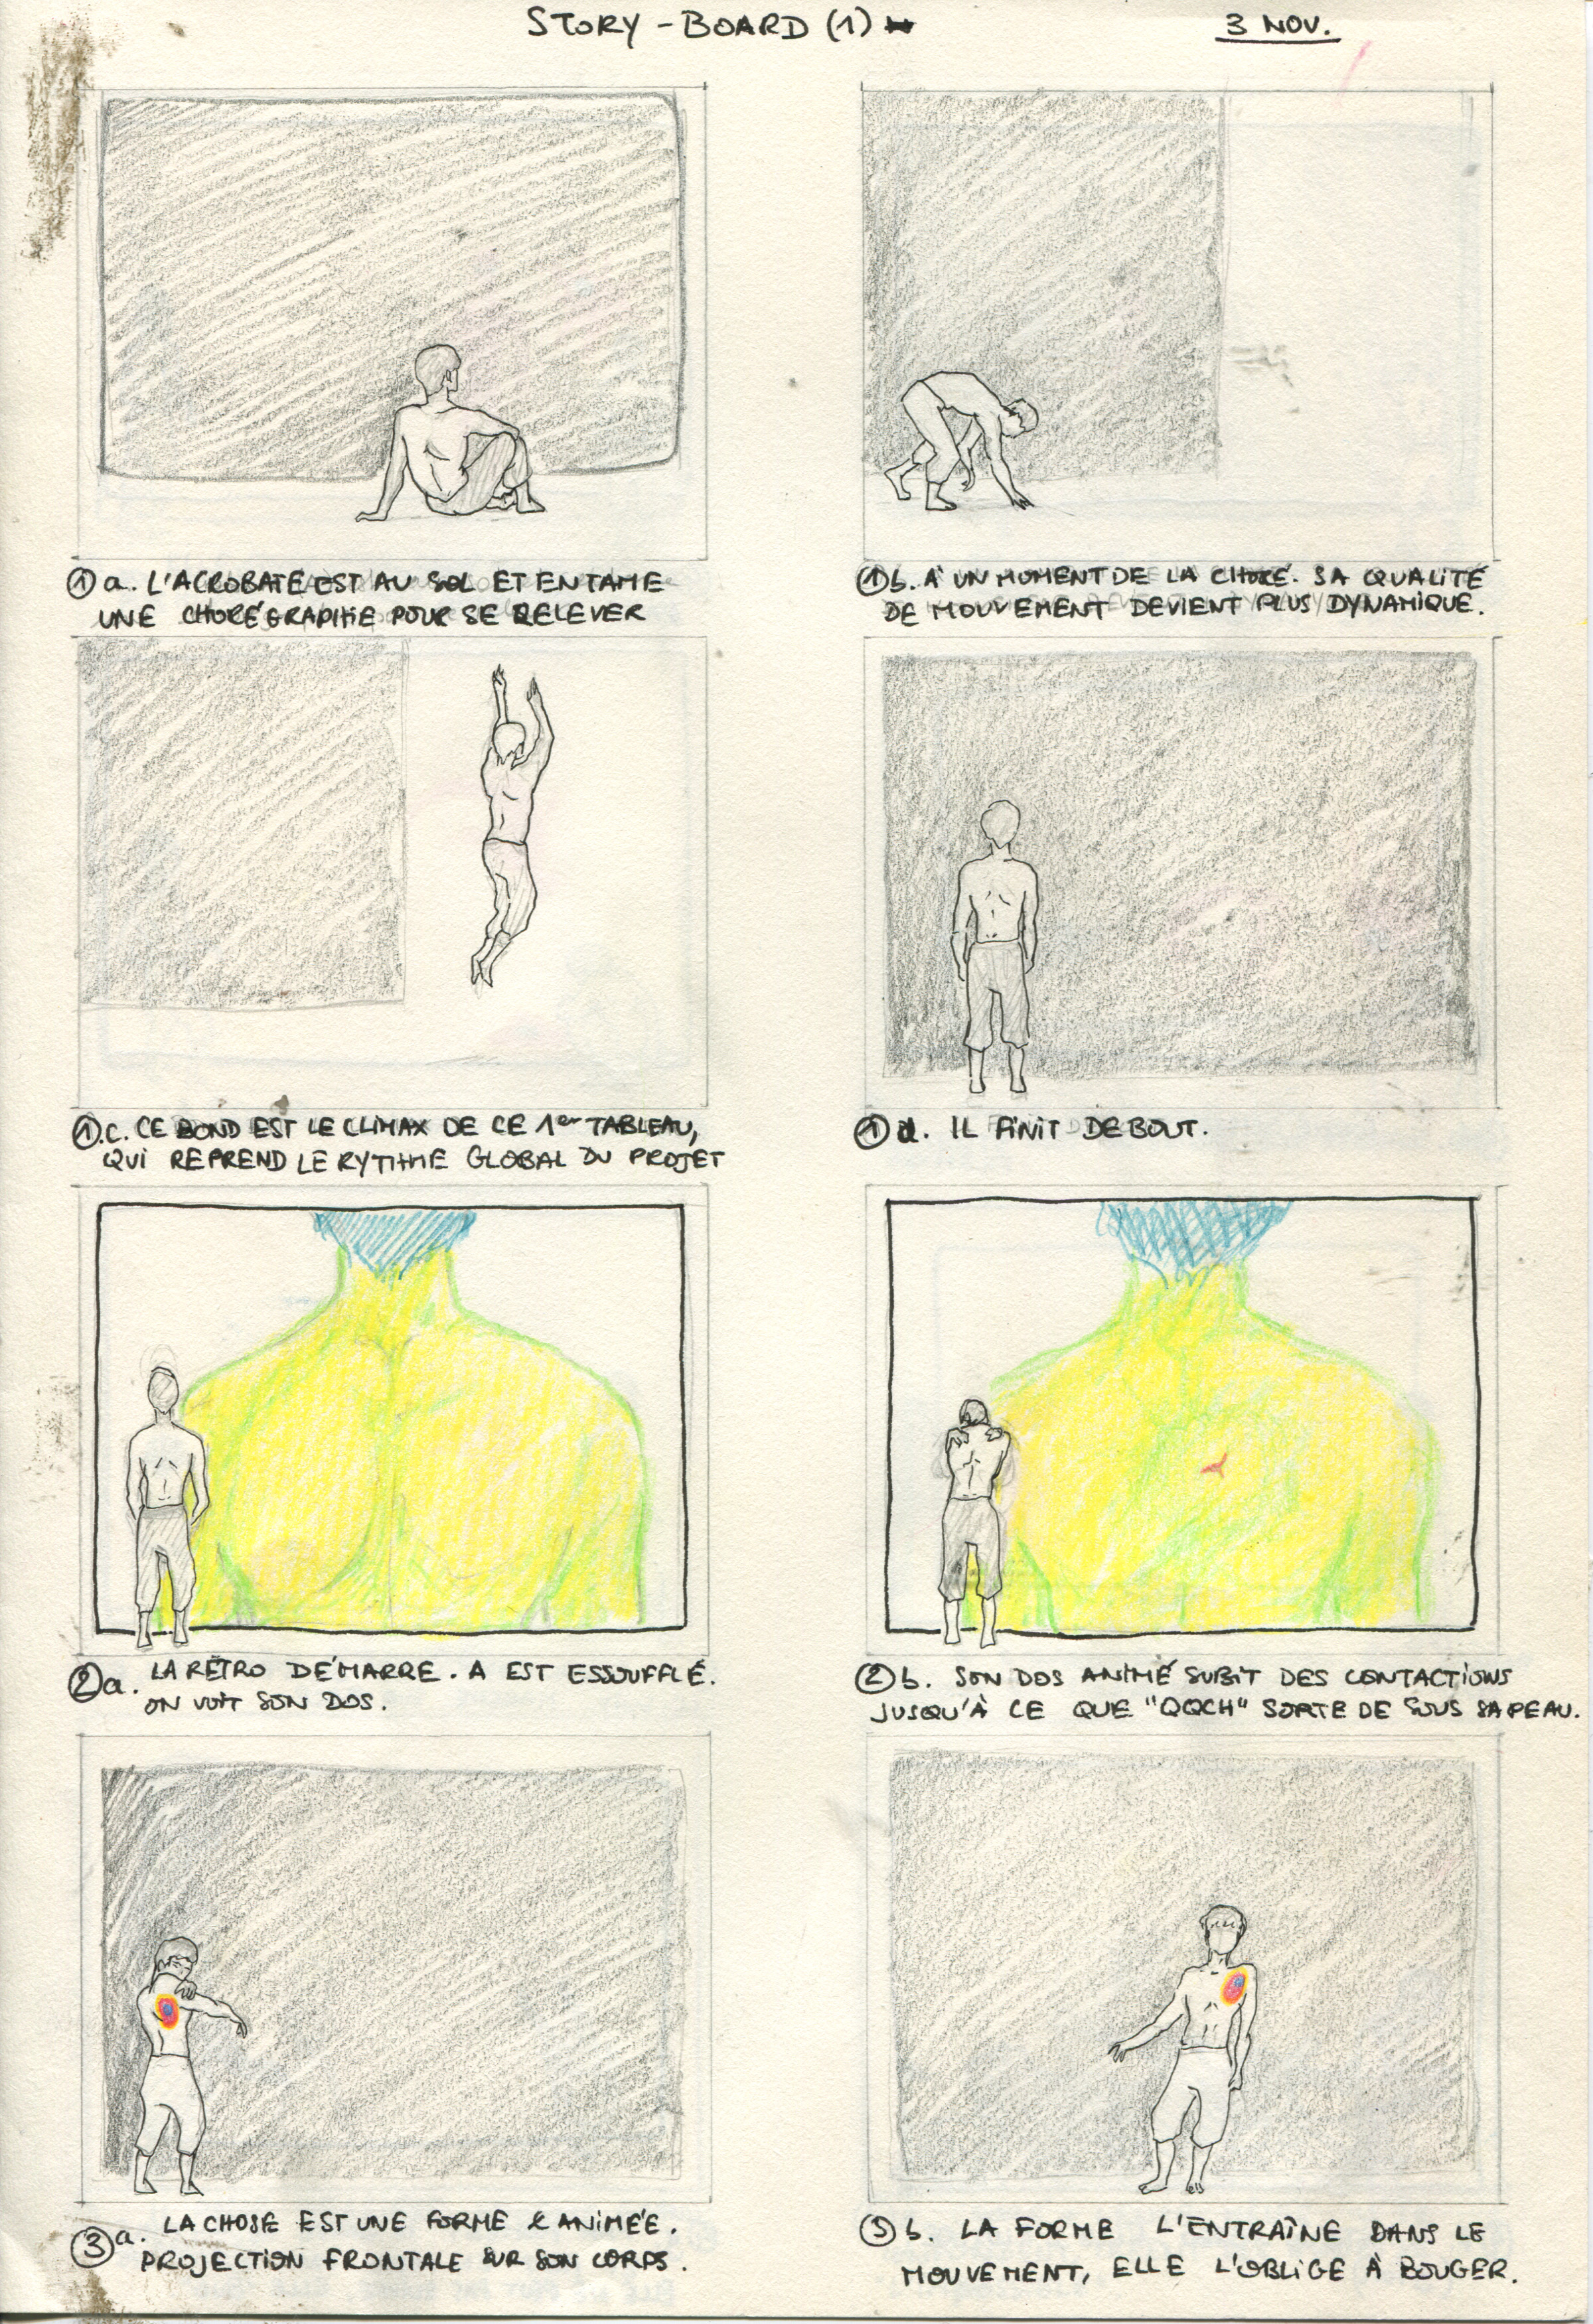 STORY-BOARD (1)
3 NOV.
1 a. L'ACROBATE EST AU SOL ET ENTAME
UNE CHORÉGRAPHIE POUR SE RELEVER
1 b. A UN MOMENT DE LA CHORÉ. SA QUALITÉ
DE MOUVEMENT DEVIENT PLUS DYNAMIQUE.
1.c. CE BOND EST LE CLIMAX DE CE 1er TABLEAU,
QUI REPREND LE RYTHME GLOBAL DU PROJET
1 d. IL FINIT DEBOUT.
2 a. LA RÉTRO DÉMARRE. A EST ESSOUFFLÉ.
ON VOIT SON DOS.
2 b. SON DOS ANIMÉ SUBIT DES CONTACTIONS
JUSQU'À CE QUE "QQCH" SORTE DE SOUS SA PEAU.
3 a. LA CHOSE EST UNE FORME ANIMÉE.
PROJECTION FRONTALE SUR SON CORPS.
3 b. LA FORME L'ENTRAÎNE DANS LE
MOUVEMENT, ELLE L'OBLIGE À BOUGER.